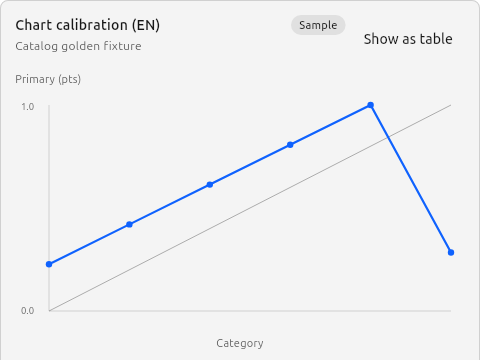 Chart calibration (EN)
Sample
Show as table
Catalog golden fixture
Primary (pts)
1.0
0.0
Category